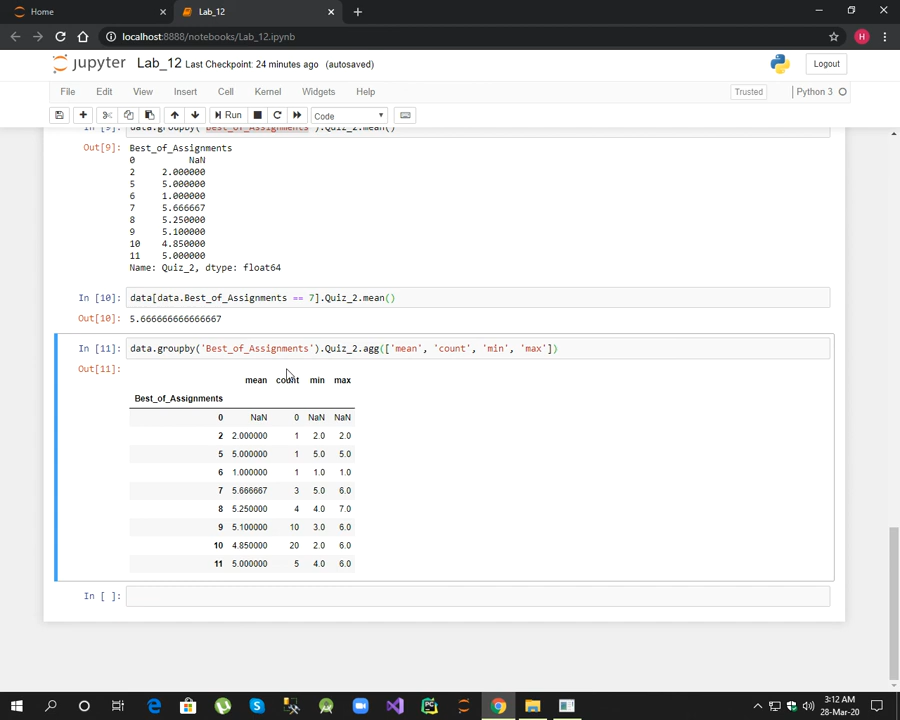 Home
Lab_12
localhost:8888/notebooks/Lab_12.ipynb
H
jupyter Lab_12 Last Checkpoint: 24 minutes ago (autosaved)
Logout
File Edit View Insert Cell Kernel Widgets Help
Trusted
Python 3
Run
Code
In [9]: data.groupby('Best_of_Assignments').Quiz_2.mean()
Out[9]: Best_of_Assignments
0 NaN
2 2.000000
5 5.000000
6 1.000000
7 5.666667
8 5.250000
9 5.100000
10 4.850000
11 5.000000
Name: Quiz_2, dtype: float64
In [10]: data[data.Best_of_Assignments == 7].Quiz_2.mean()
Out[10]: 5.666666666666667
In [11]: data.groupby('Best_of_Assignments').Quiz_2.agg(['mean', 'count', 'min', 'max'])
Out[11]:
mean count min max
Best_of_Assignments
0 NaN 0 NaN NaN
2 2.000000 1 2.0 2.0
5 5.000000 1 5.0 5.0
6 1.000000 1 1.0 1.0
7 5.666667 3 5.0 6.0
8 5.250000 4 4.0 7.0
9 5.100000 10 3.0 6.0
10 4.850000 20 2.0 6.0
11 5.000000 5 4.0 6.0
In [ ]:
3:12 AM
28-Mar-20